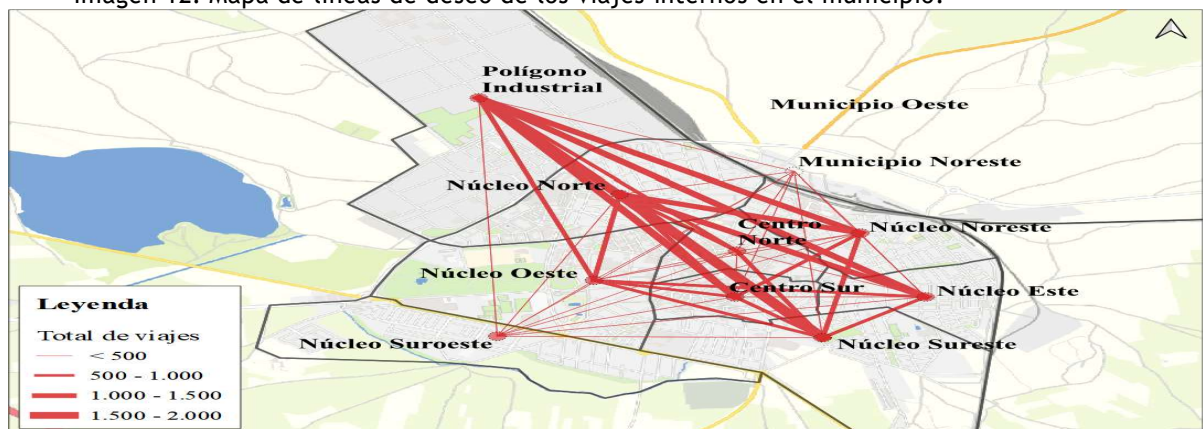 Imagen 12. Mapa de líneas de deseo de los viajes internos en el municipio.
Polígono
Industrial
Municipio Oeste
Municipio Noreste
Núcleo Norte
Centro
Norte
Núcleo Noreste
Núcleo Oeste
Centro Sur
Núcleo Este
Núcleo Suroeste
Núcleo Sureste
Leyenda
Total de viajes
< 500
500 - 1.000
1.000 - 1.500
1.500 - 2.000